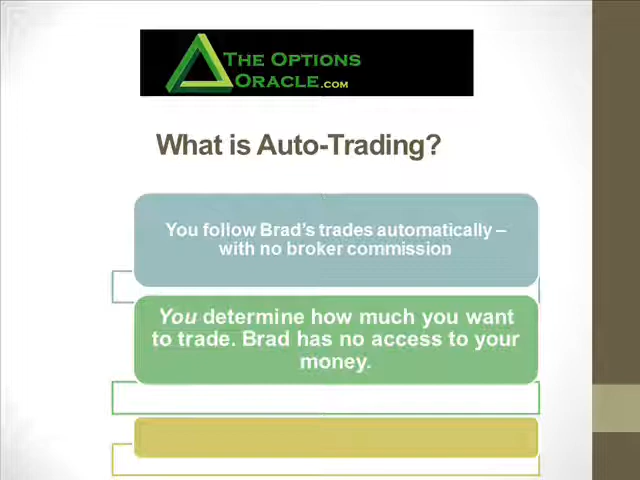 THE OPTIONS
ORACLE.COM
What is Auto-Trading?
You follow Brad's trades automatically –
with no broker commission
You determine how much you want
to trade. Brad has no access to your
money.